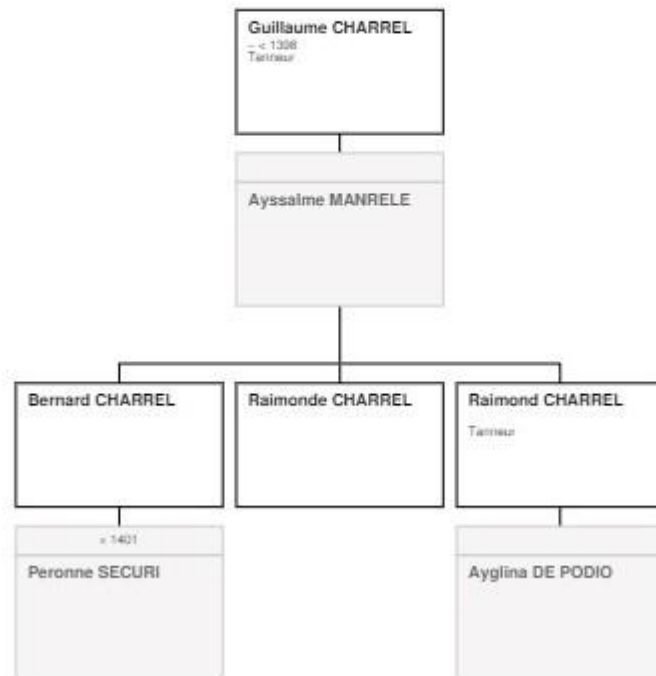 Guillaume CHARREL
– < 1398
Tanneur
Ayssalme MANRELE
Bernard CHARREL
Raimonde CHARREL
Raimond CHARREL
Tanneur
x 1401
Peronne SECURI
Ayglina DE PODIO